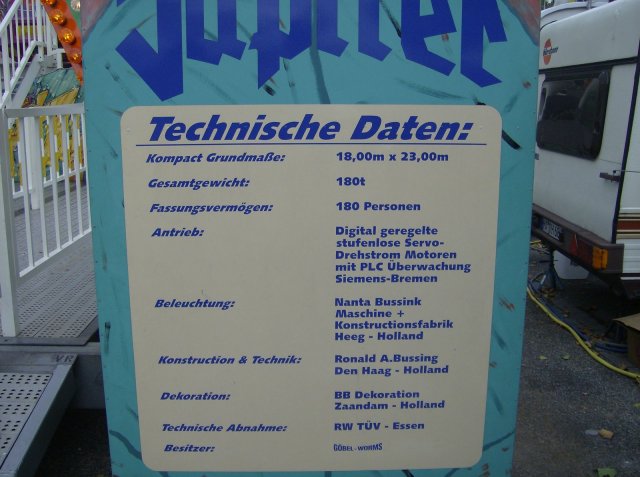 Jupiter
Technische Daten:
Kompact Grundmaße: 18,00m x 23,00m
Gesamtgewicht: 180t
Fassungsvermögen: 180 Personen
Antrieb: Digital geregelte
stufenlose Servo-
Drehstrom Motoren
mit PLC Überwachung
Siemens-Bremen
Beleuchtung: Nanta Bussink
Maschine +
Konstruktionsfabrik
Heeg - Holland
Konstruction & Technik: Ronald A.Bussing
Den Haag - Holland
Dekoration: BB Dekoration
Zaandam - Holland
Technische Abnahme: RW TÜV - Essen
Besitzer: GÖBEL - WORMS